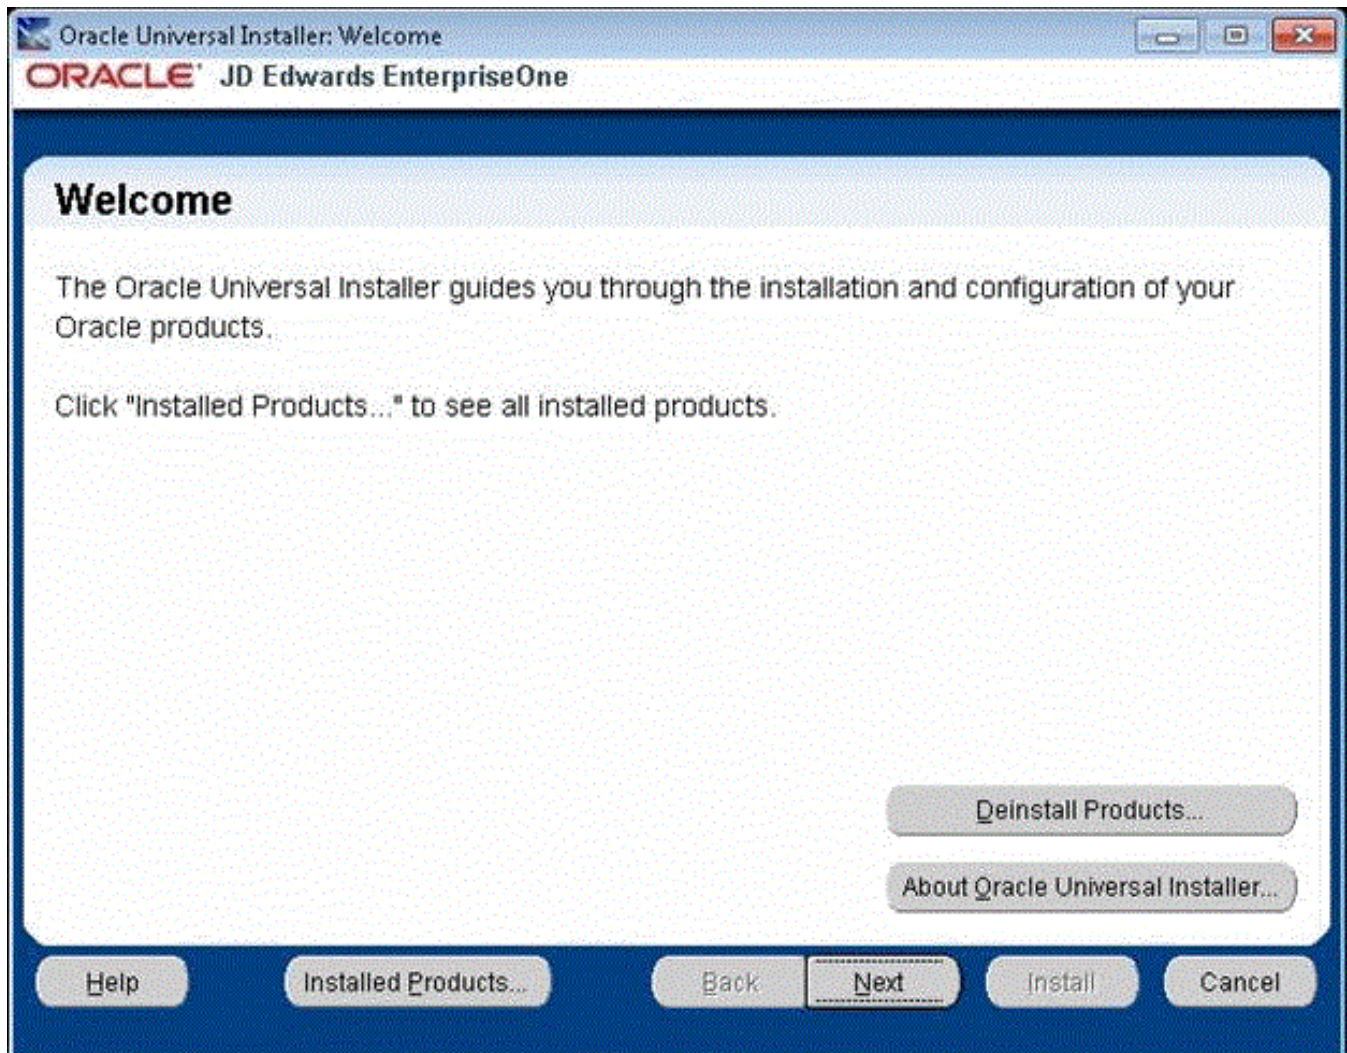 Oracle Universal Installer: Welcome
ORACLE JD Edwards EnterpriseOne
Welcome
The Oracle Universal Installer guides you through the installation and configuration of your
Oracle products.
Click "Installed Products..." to see all installed products.
Deinstall Products...
About Oracle Universal Installer...
Help Installed Products... Back Next Install Cancel